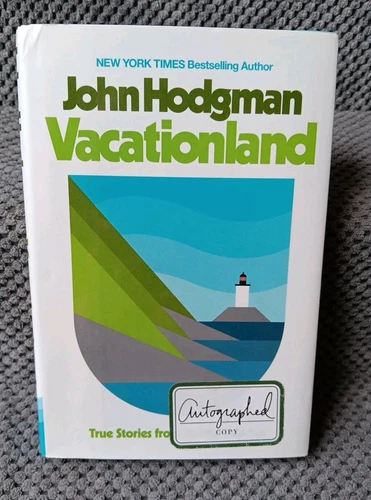 NEW YORK TIMES Bestselling Author
John Hodgman
Vacationland
True Stories fro
Autographed
COPY